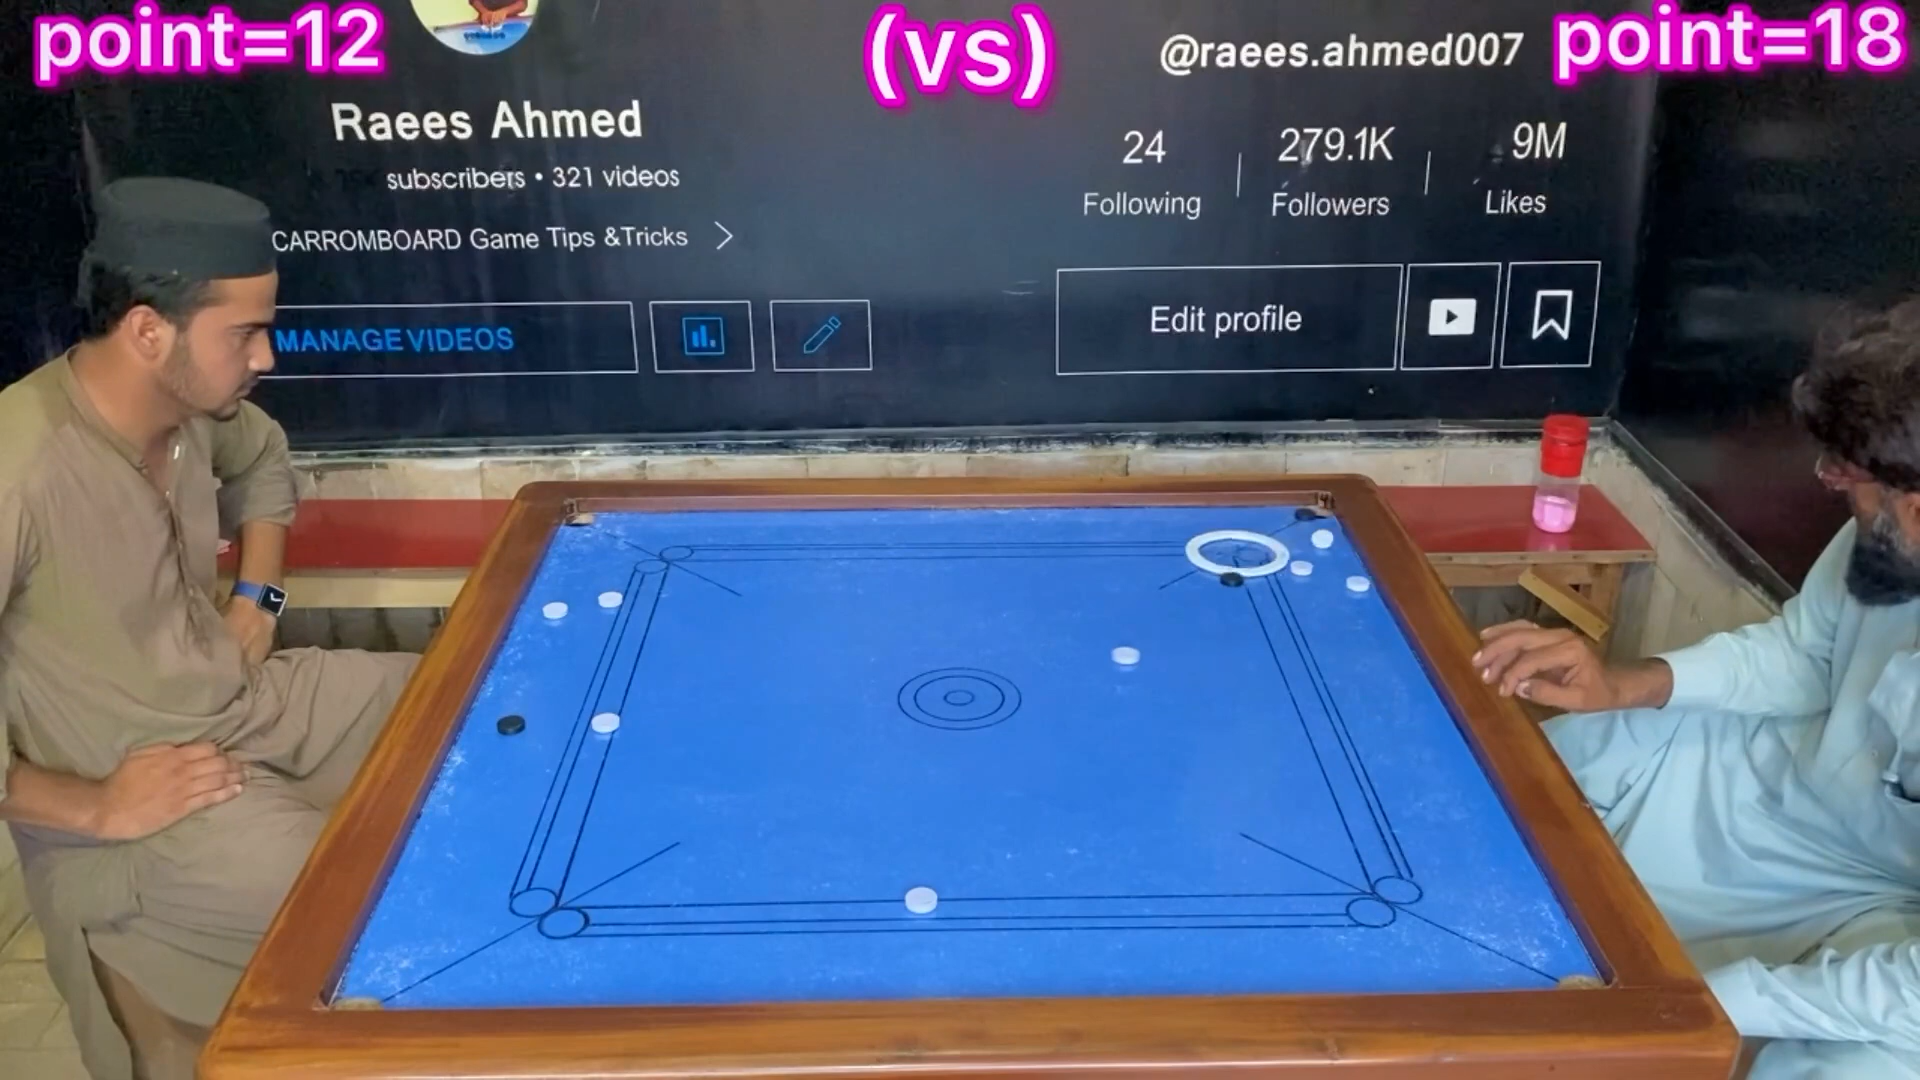 point=12
(vs)
@raees.ahmed007
point=18
Raees Ahmed
subscribers • 321 videos
CARROMBOARD Game Tips &Tricks
MANAGE VIDEOS
24
279.1K
9M
Following
Followers
Likes
Edit profile